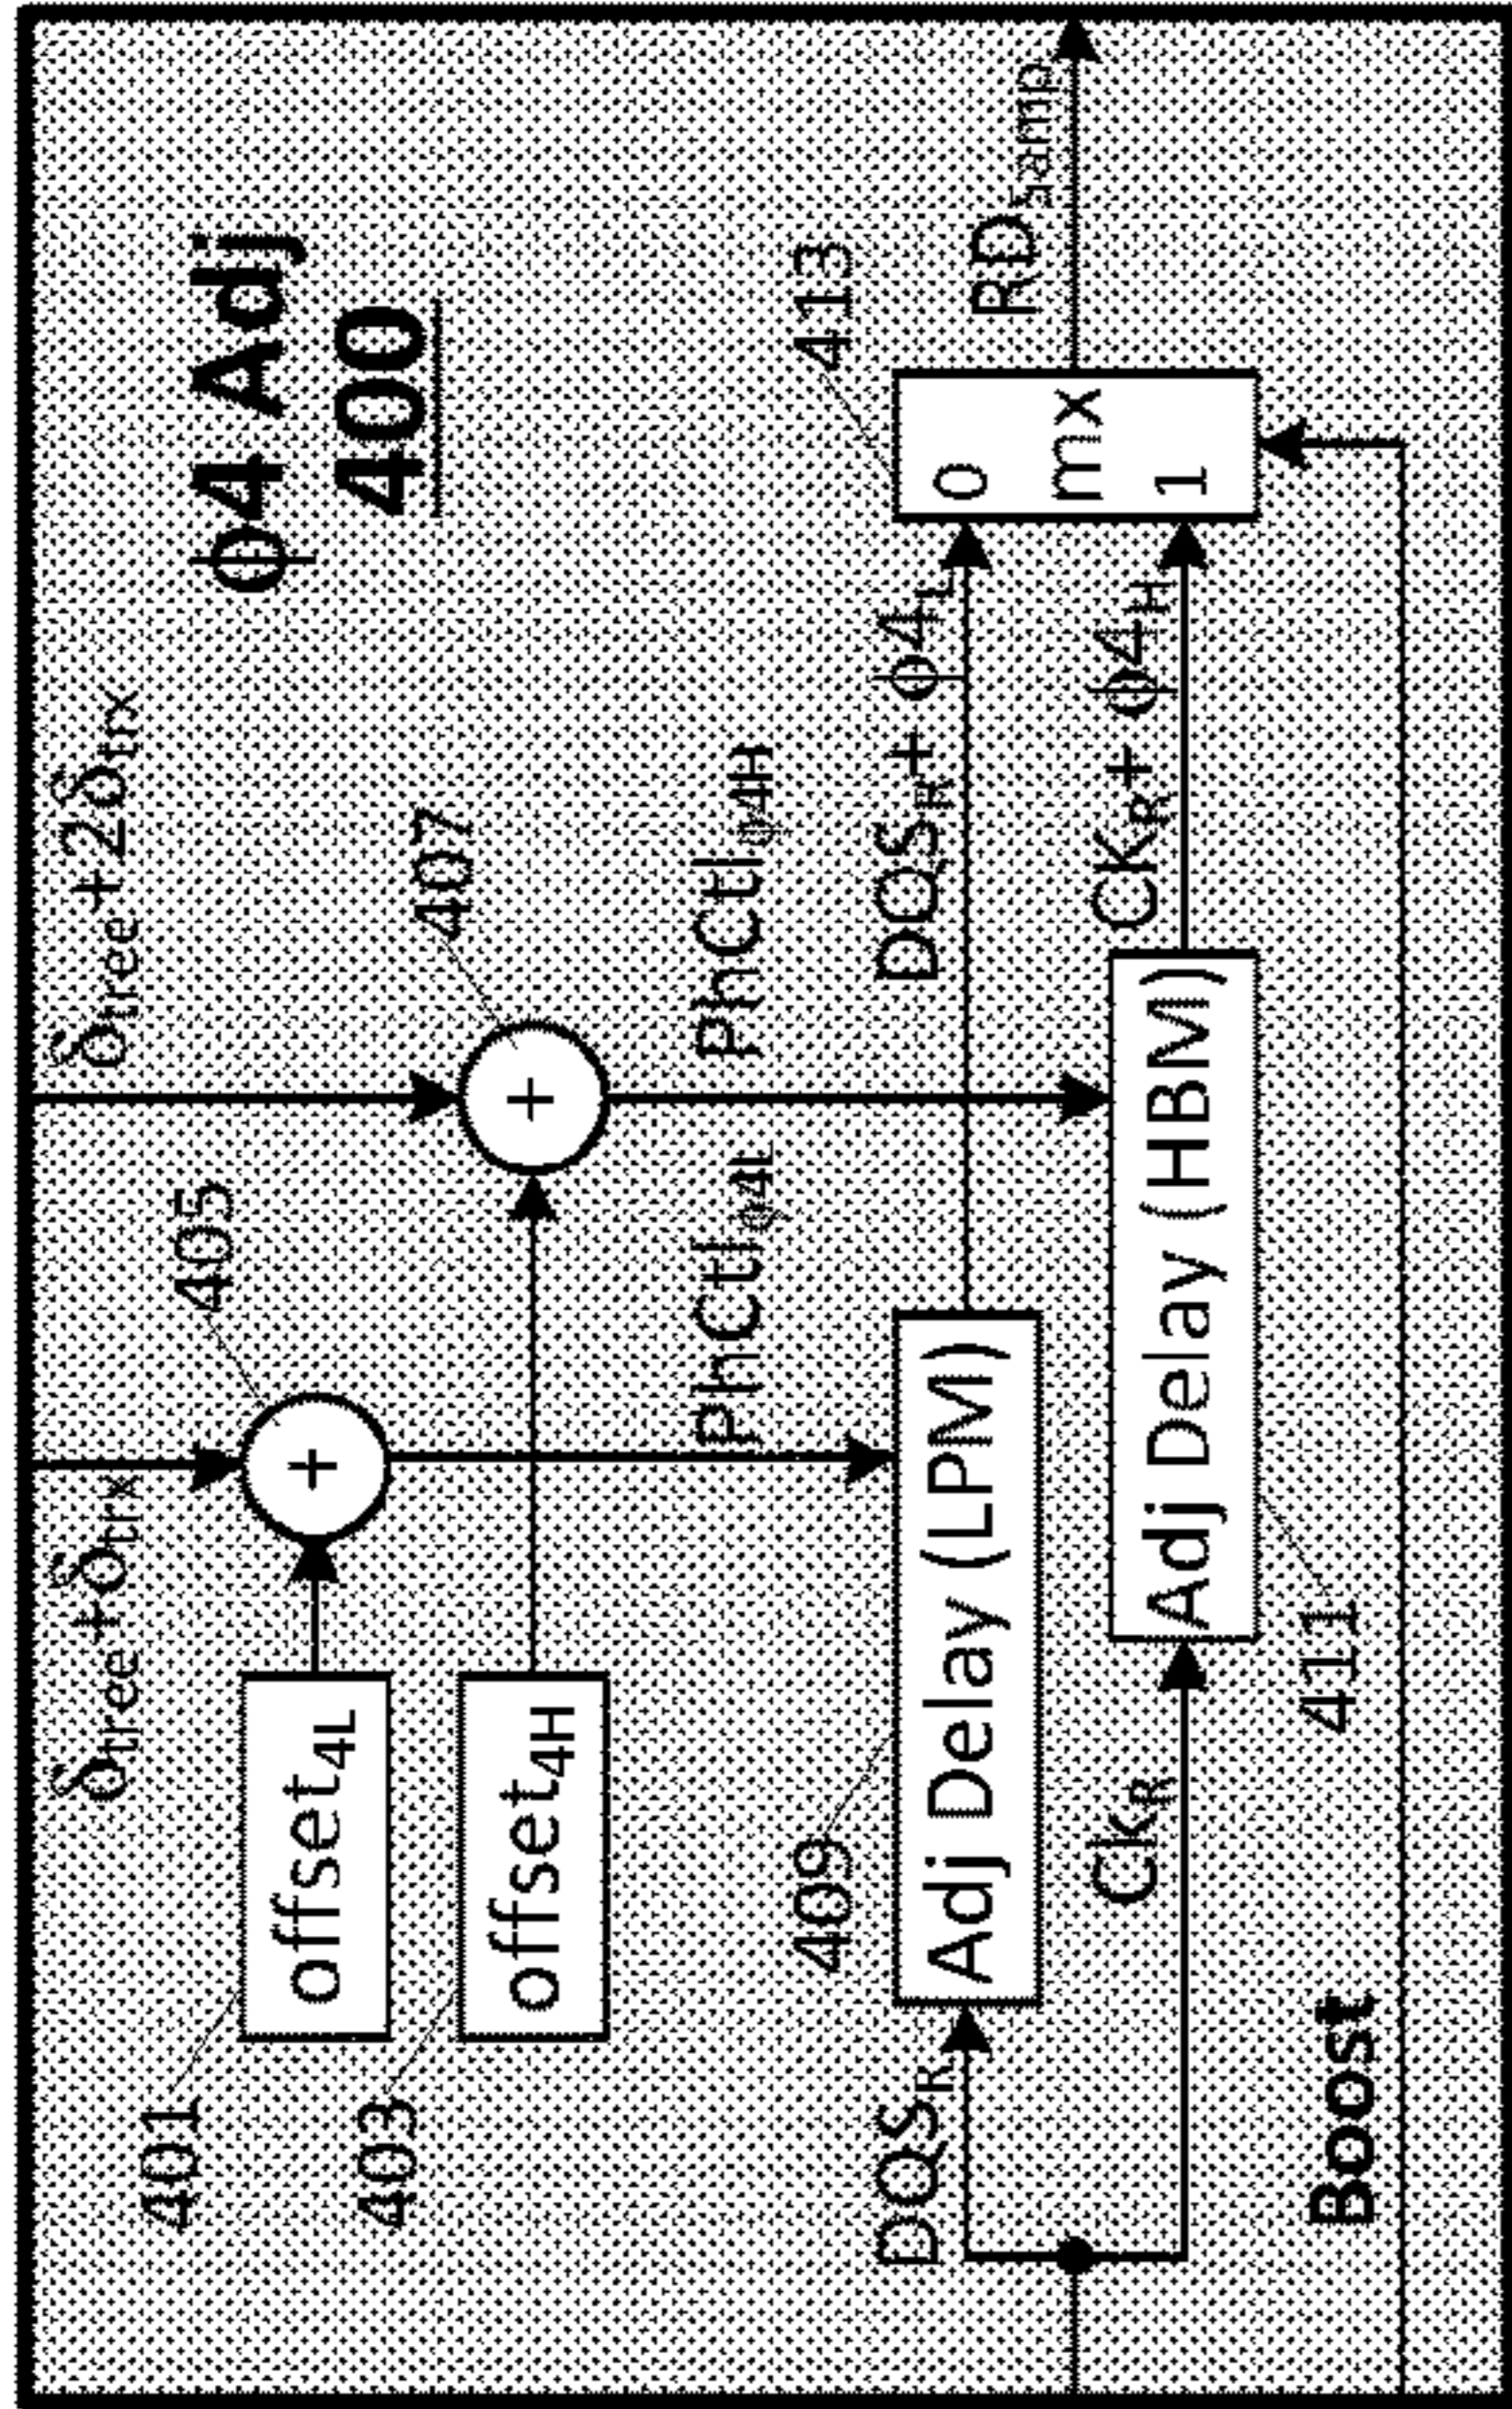 ϕ4 Adj
400
δtree+δtrx
δtree+2δtrx
401
offset4L
405
+
403
offset4H
407
+
PhCtlϕ4L
PhCtlϕ4H
409
413
DQSR
Adj Delay (LPM)
DQSR+ ϕ4L
0
mx
1
RDsamp
CkR
Adj Delay (HBM)
CKR+ ϕ4H
411
Boost